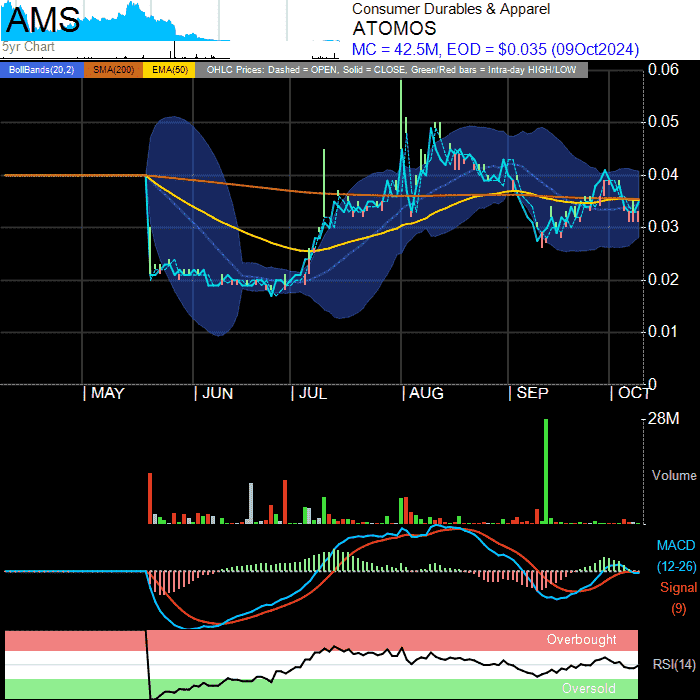 AMS
5yr Chart
Consumer Durables & Apparel
ATOMOS
MC = 42.5M, EOD = $0.035 (09Oct2024)
BollBands(20,2) SMA(200) EMA(50) OHLC Prices: Dashed = OPEN, Solid = CLOSE, Green/Red bars = Intra-day HIGH/LOW
0.06
0.05
0.04
0.03
0.02
0.01
0
| MAY | JUN | JUL | AUG | SEP | OCT
28M
Volume
MACD
(12-26)
Signal
(9)
Overbought
RSI(14)
Oversold